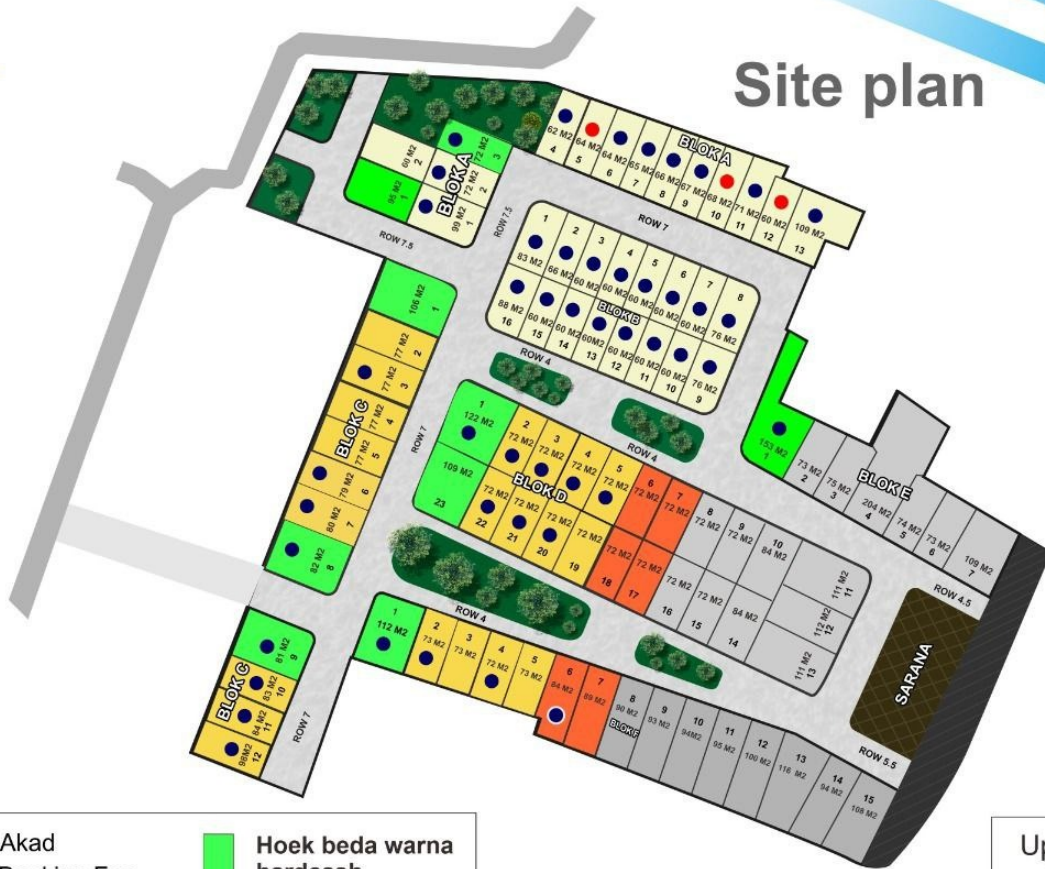 Site plan
BLOK A
95 M2
1
60 M2
2
72 M2
3
72 M2
2
99 M2
1
BLOK A
62 M2
4
64 M2
5
64 M2
6
65 M2
7
66 M2
8
67 M2
9
68 M2
10
71 M2
11
60 M2
12
109 M2
13
ROW 7
ROW 7.5
ROW 7.5
BLOK B
1
83 M2
2
66 M2
3
60 M2
4
60 M2
5
60 M2
6
60 M2
7
60 M2
8
76 M2
88 M2
16
60 M2
15
60 M2
14
60M2
13
60 M2
12
60 M2
11
60 M2
10
76 M2
9
ROW 4
ROW 4
BLOK C
106 M2
1
77 M2
2
77 M2
3
77 M2
4
77 M2
5
79 M2
6
80 M2
7
82 M2
8
ROW 7
BLOK D
1
122 M2
2
72 M2
3
72 M2
4
72 M2
5
72 M2
6
72 M2
7
72 M2
8
72 M2
9
72 M2
10
84 M2
111 M2
11
112 M2
12
111 M2
13
109 M2
23
72 M2
22
72 M2
21
72 M2
20
72 M2
19
72 M2
18
72 M2
17
72 M2
16
72 M2
15
84 M2
14
BLOK E
153 M2
1
73 M2
2
75 M2
3
204 M2
4
74 M2
5
73 M2
6
109 M2
7
ROW 4.5
SARANA
ROW 5.5
BLOK C
81 M2
9
83 M2
10
84 M2
11
98M2
12
ROW 7
ROW 4
BLOK F
1
112 M2
2
73 M2
3
73 M2
4
72 M2
5
73 M2
6
84 M2
7
89 M2
8
90 M2
9
93 M2
10
94M2
11
95 M2
12
100 M2
13
116 M2
14
94 M2
15
108 M2
Akad
Hoek beda warna
Up